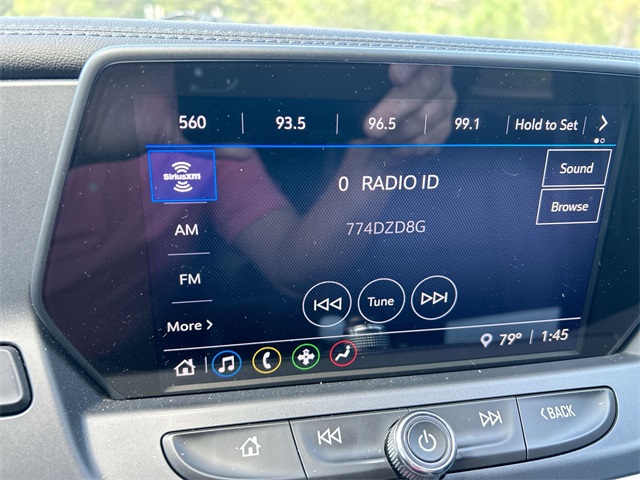 560 93.5 96.5 99.1 Hold to Set >
SiriusXM
0 RADIO ID
Sound
774DZD8G
Browse
AM
FM
Tune
More >
79° 1:45
BACK